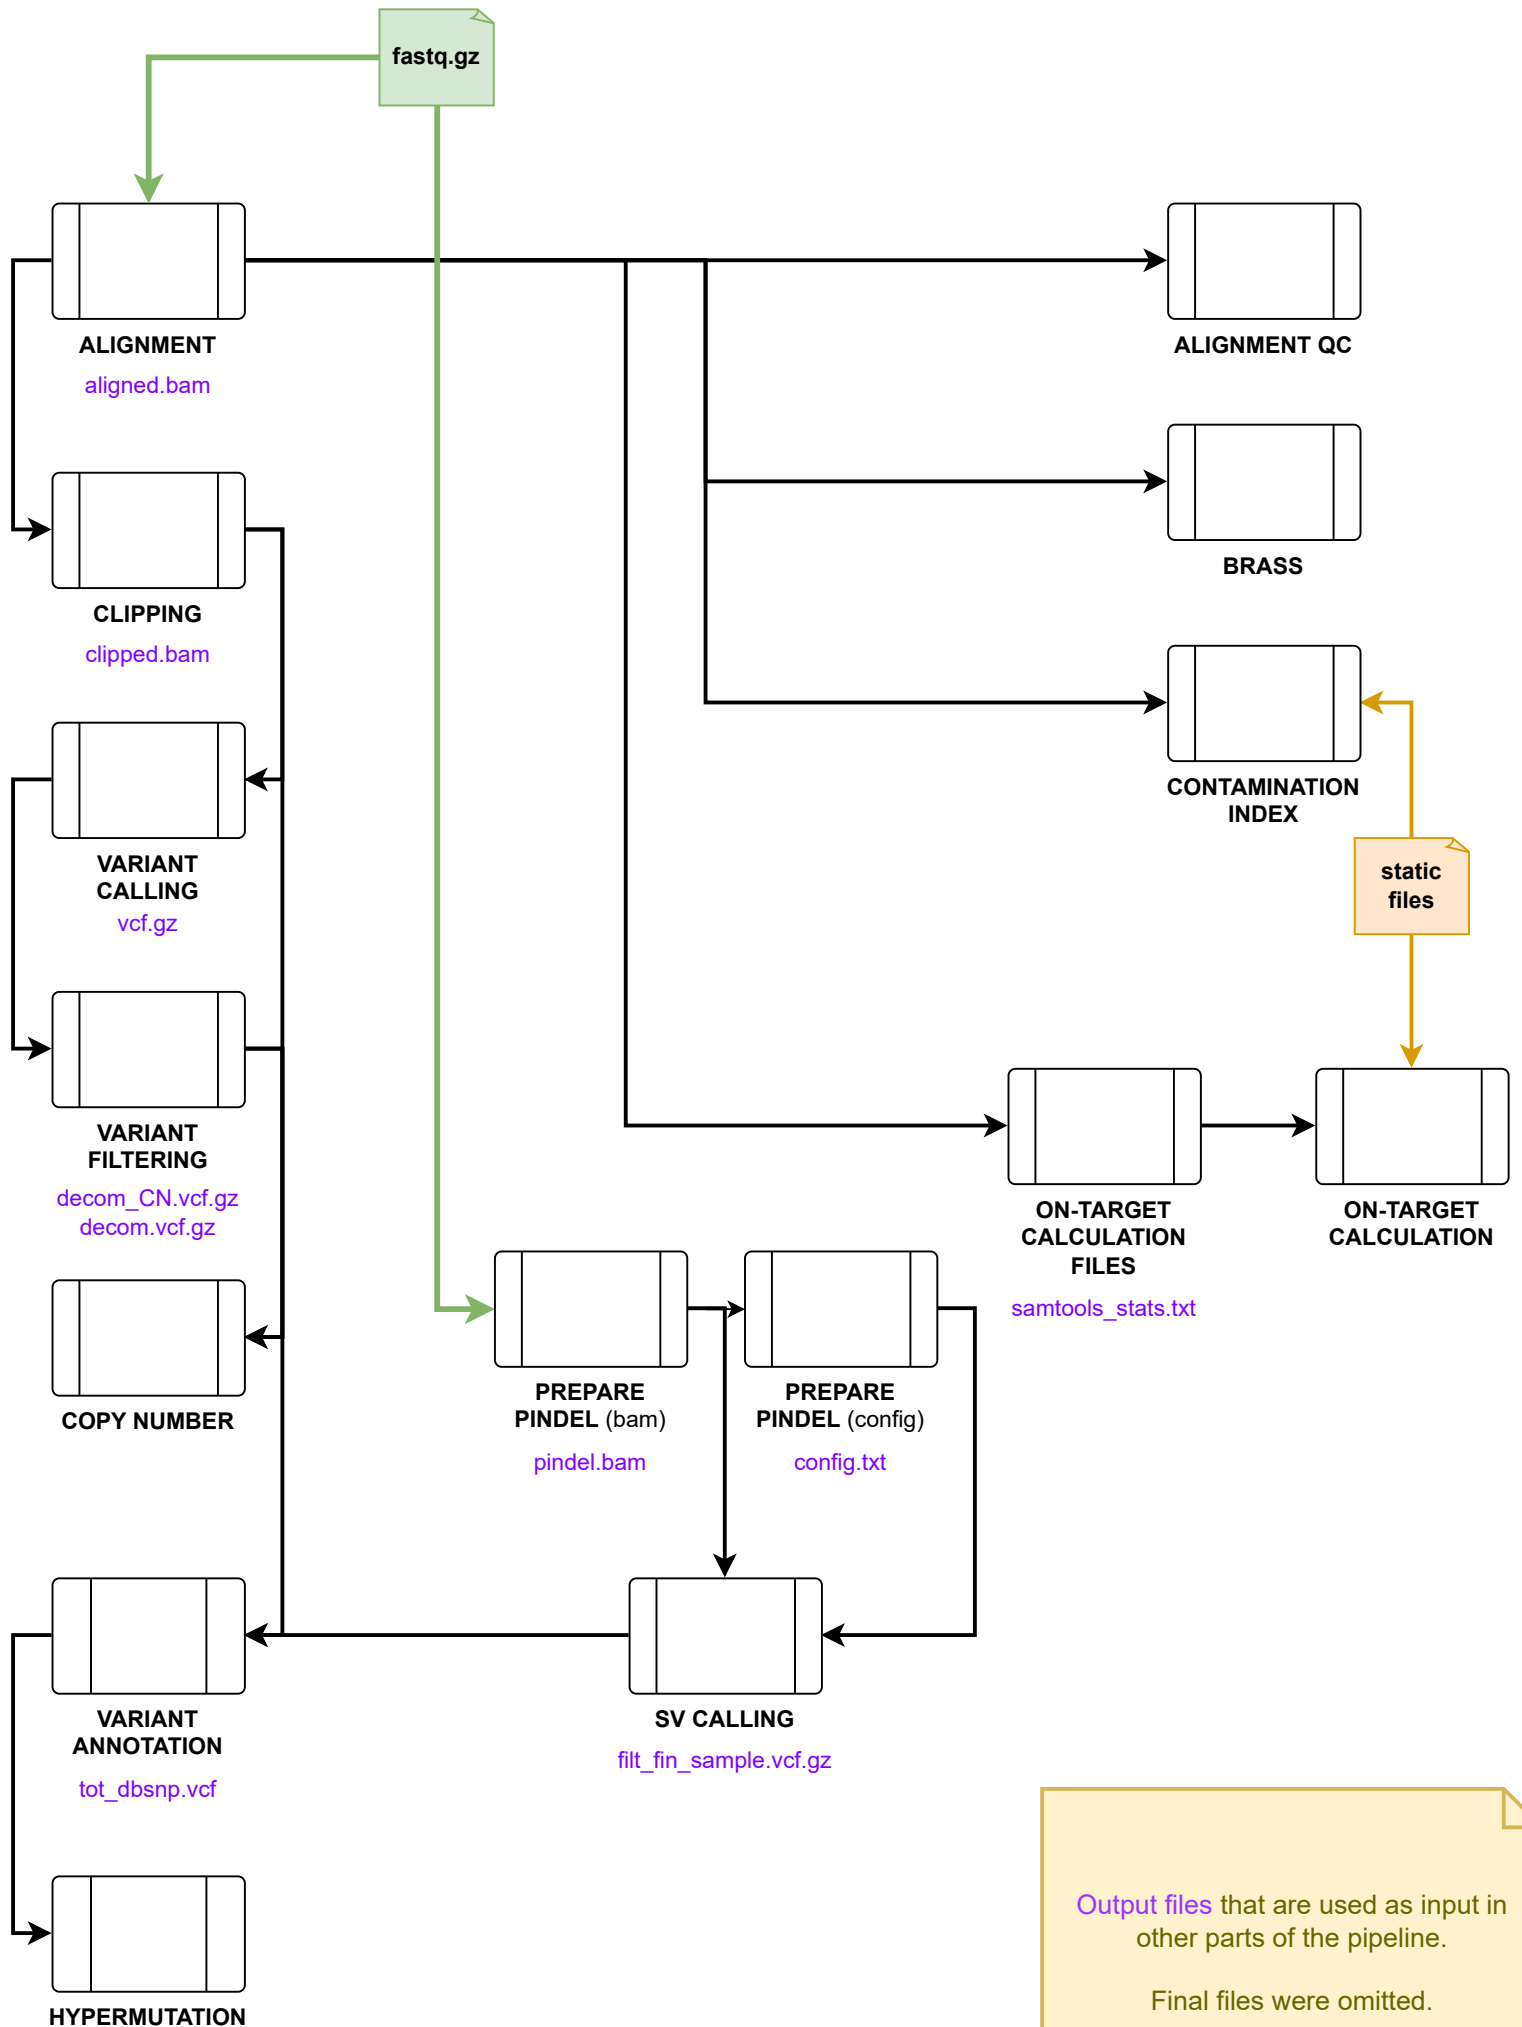 fastq.gz
ALIGNMENT
aligned.bam
ALIGNMENT QC
CLIPPING
clipped.bam
BRASS
VARIANT
CALLING
vcf.gz
CONTAMINATION
INDEX
static
files
VARIANT
FILTERING
decom_CN.vcf.gz
decom.vcf.gz
ON-TARGET
CALCULATION
FILES
samtools_stats.txt
ON-TARGET
CALCULATION
COPY NUMBER
PREPARE
PINDEL (bam)
pindel.bam
PREPARE
PINDEL (config)
config.txt
VARIANT
ANNOTATION
tot_dbsnp.vcf
SV CALLING
filt_fin_sample.vcf.gz
HYPERMUTATION
Output files that are used as input in
other parts of the pipeline.
Final files were omitted.